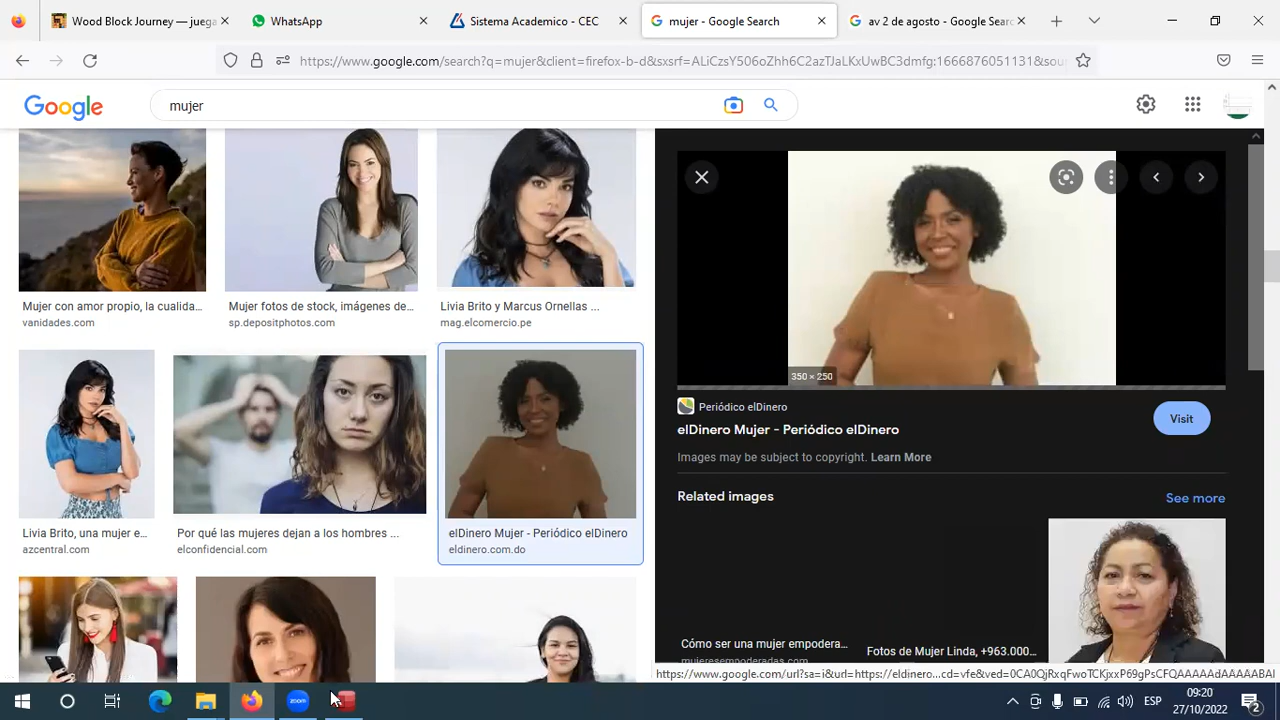 Wood Block Journey — juega
WhatsApp
Sistema Academico - CEC
mujer - Google Search
av 2 de agosto - Google Searc
https://www.google.com/search?q=mujer&client=firefox-b-d&sxsrf=ALiCzsY506oZhh6C2azTJaLKxUwBC3dmfg:1666876051131&sou
Google
mujer
Mujer con amor propio, la cualida...
vanidades.com
Mujer fotos de stock, imágenes de...
sp.depositphotos.com
Livia Brito y Marcus Ornellas ...
mag.elcomercio.pe
350 × 250
Periódico elDinero
elDinero Mujer - Periódico elDinero
Visit
Images may be subject to copyright. Learn More
Related images
See more
Livia Brito, una mujer e...
azcentral.com
Por qué las mujeres dejan a los hombres ...
elconfidencial.com
elDinero Mujer - Periódico elDinero
eldinero.com.do
Cómo ser una mujer empodera...
mujeresempoderadas.com
Fotos de Mujer Linda, +963.000...
https://www.google.com/url?sa=i&url=https://eldinero...cd=vfe&ved=0CA0QjRxqFwoTCKjxxP69gPsCFQAAAAAdAAAAABAI
zoom
ESP
09:20
27/10/2022
2